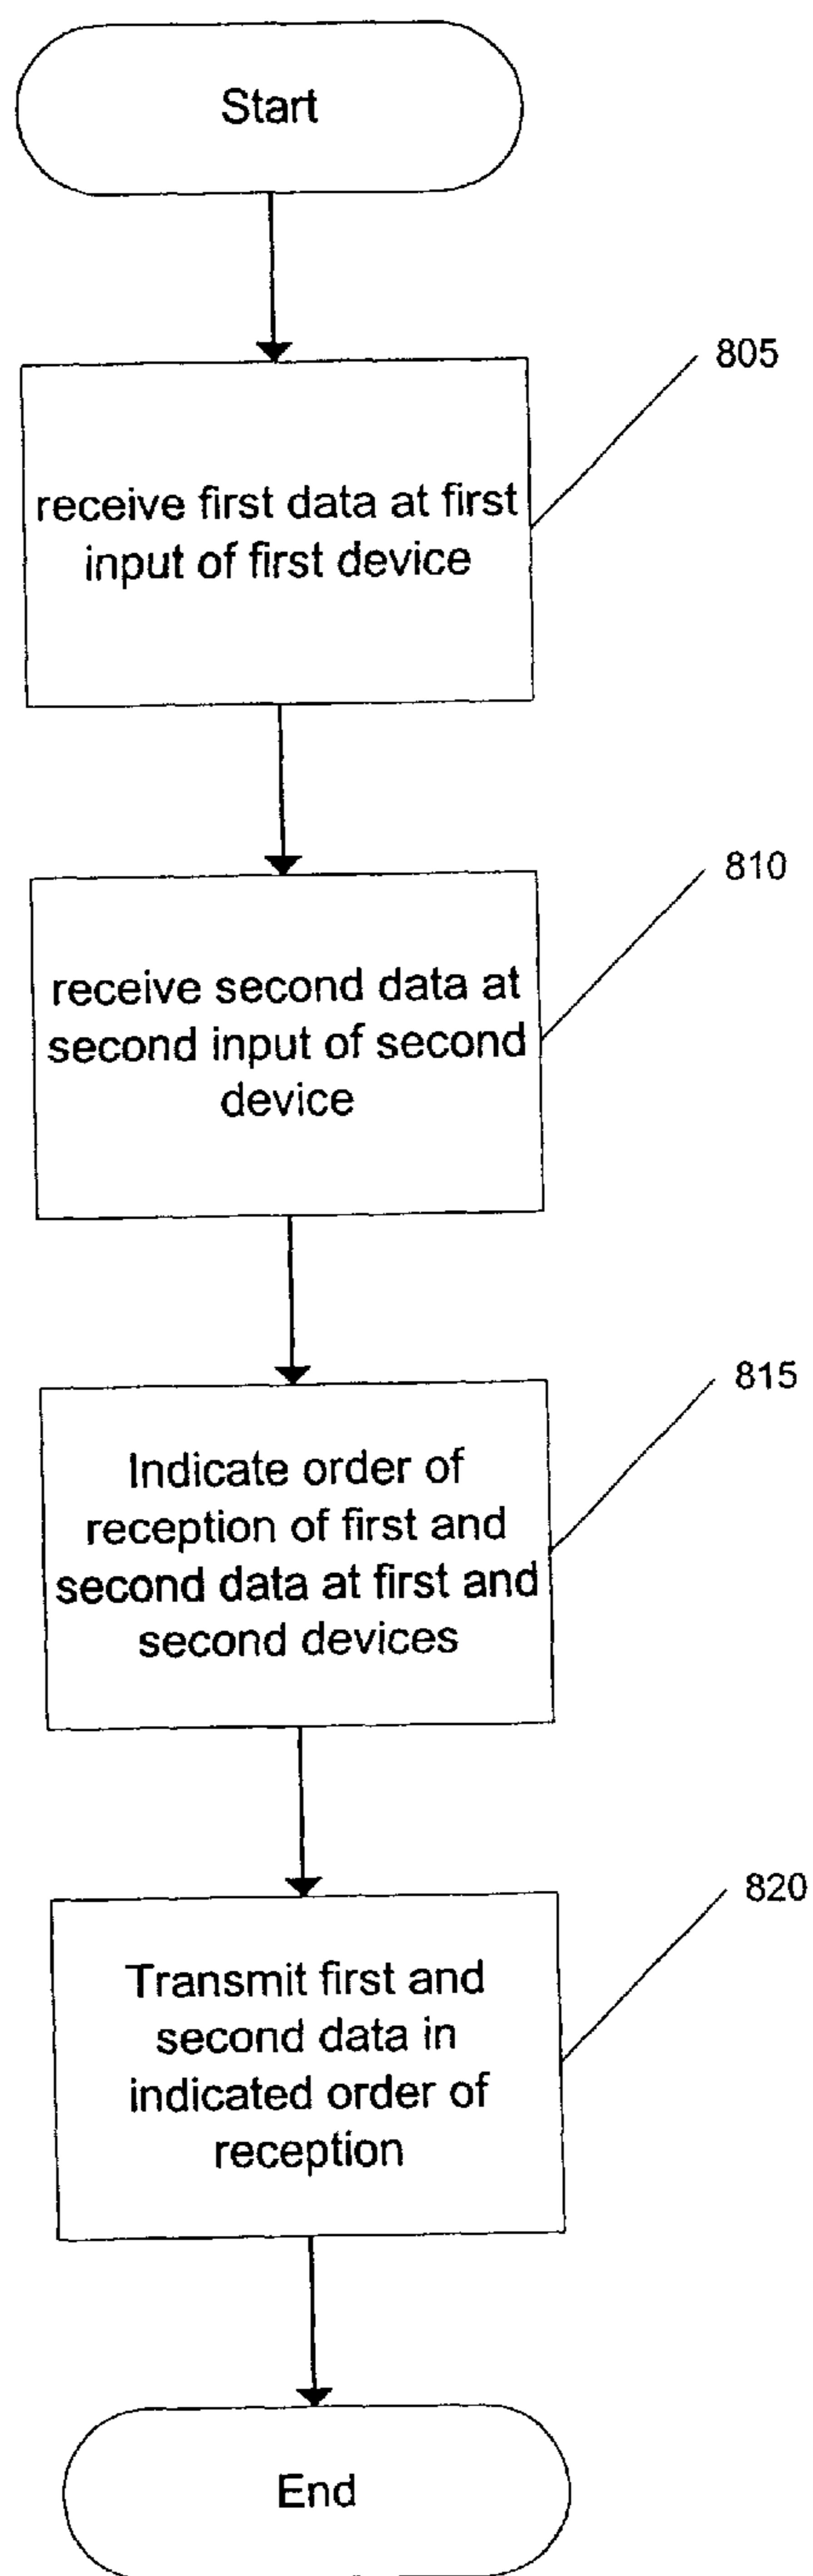 Start
805
receive first data at first
input of first device
810
receive second data at
second input of second
device
815
Indicate order of
reception of first and
second data at first and
second devices
820
Transmit first and
second data in
indicated order of
reception
End